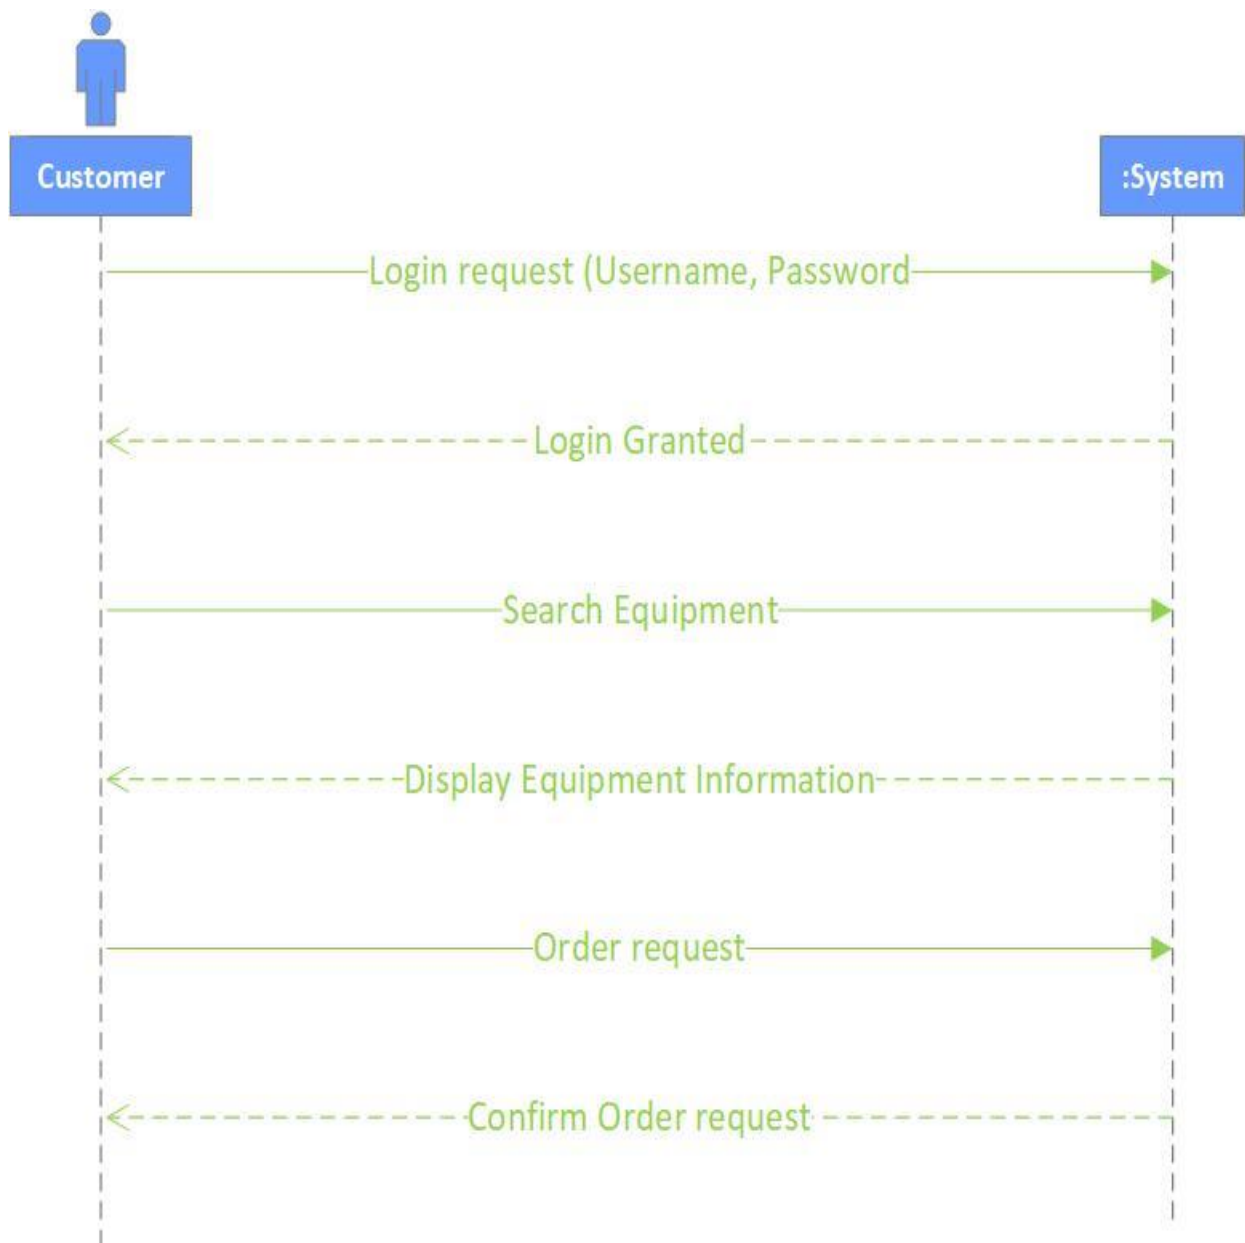 Customer
:System
Login request (Username, Password
Login Granted
Search Equipment
Display Equipment Information
Order request
Confirm Order request